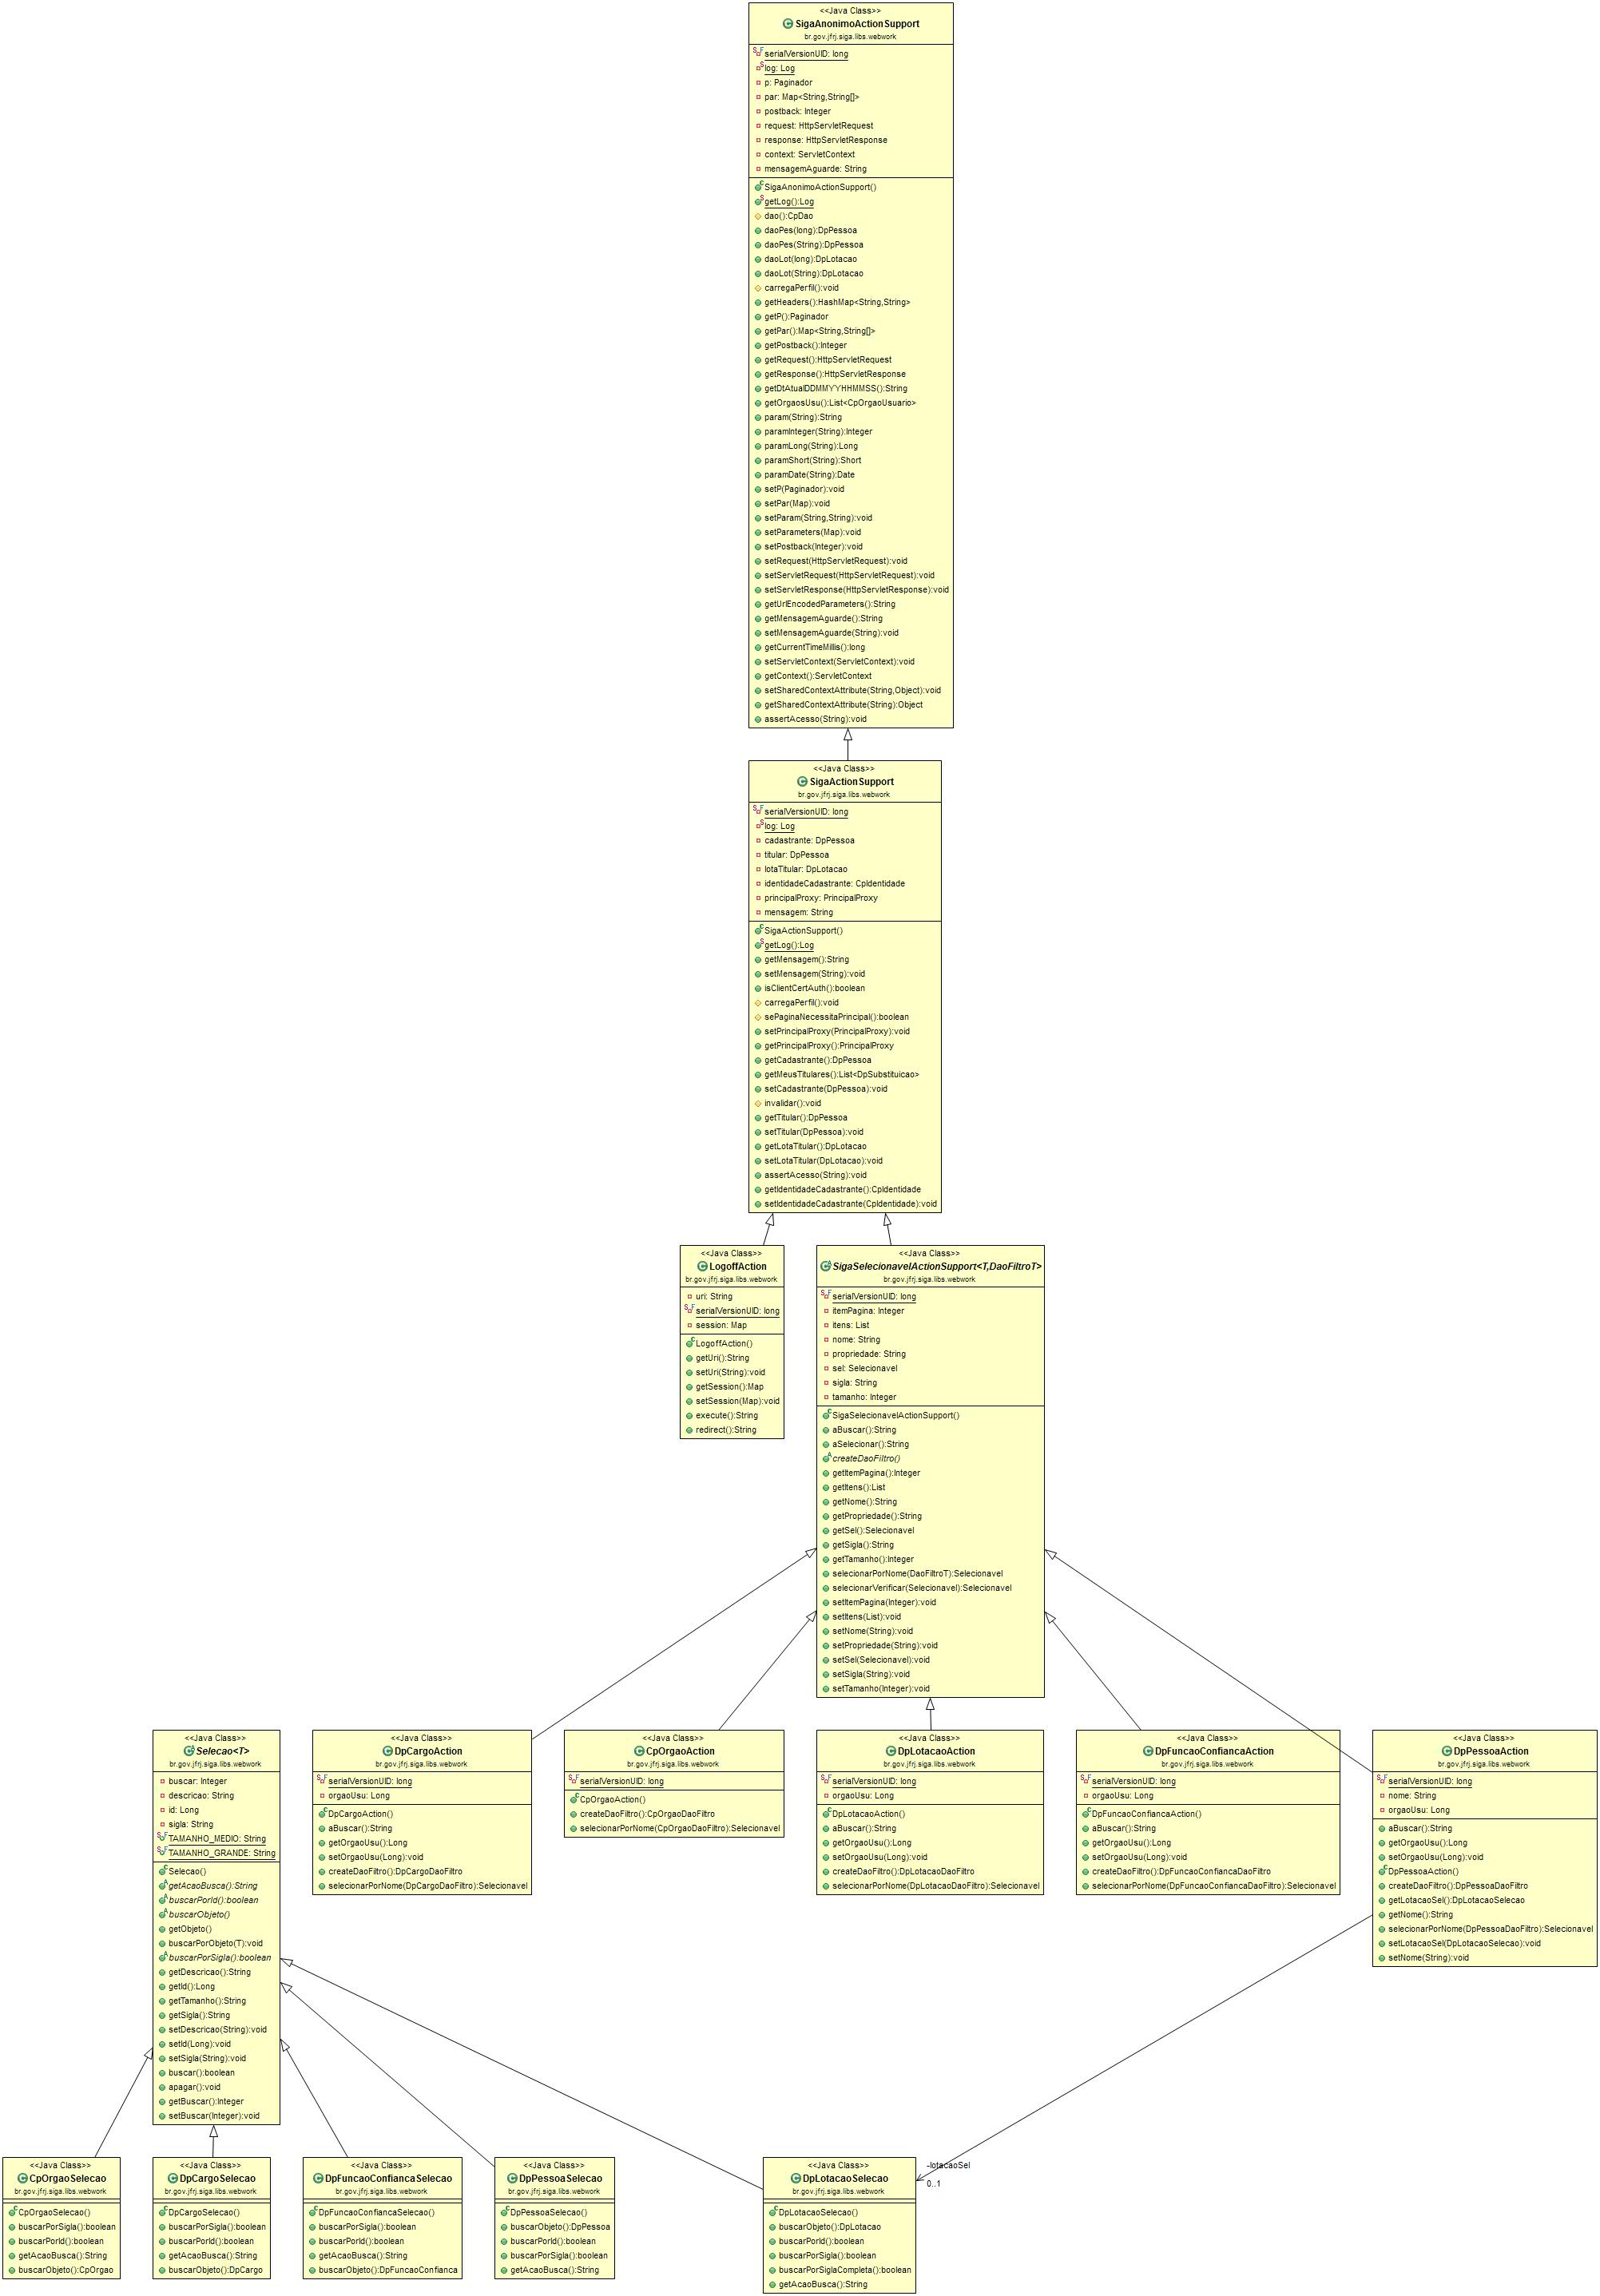 <<Java Class>>
SigaAnonimoActionSupport
br.gov.jfrj.siga.libs.webwork
serialVersionUID: long
log: Log
p: Paginador
par: Map<String,String[]>
postback: Integer
request: HttpServletRequest
response: HttpServletResponse
context: ServletContext
mensagemAguarde: String
SigaAnonimoActionSupport()
getLog():Log
dao():CpDao
daoPes(long):DpPessoa
daoPes(String):DpPessoa
daoLot(long):DpLotacao
daoLot(String):DpLotacao
carregaPerfil():void
getHeaders():HashMap<String,String>
getP():Paginador
getPar():Map<String,String[]>
getPostback():Integer
getRequest():HttpServletRequest
getResponse():HttpServletResponse
getDtAtualDDMMYYHHMMSS():String
getOrgaosUsu():List<CpOrgaoUsuario>
param(String):String
paramInteger(String):Integer
paramLong(String):Long
paramShort(String):Short
paramDate(String):Date
setP(Paginador):void
setPar(Map):void
setParam(String,String):void
setParameters(Map):void
setPostback(Integer):void
setRequest(HttpServletRequest):void
setServletRequest(HttpServletRequest):void
setServletResponse(HttpServletResponse):void
getUrlEncodedParameters():String
getMensagemAguarde():String
setMensagemAguarde(String):void
getCurrentTimeMillis():long
setServletContext(ServletContext):void
getContext():ServletContext
setSharedContextAttribute(String,Object):void
getSharedContextAttribute(String):Object
assertAcesso(String):void
<<Java Class>>
SigaActionSupport
br.gov.jfrj.siga.libs.webwork
serialVersionUID: long
log: Log
cadastrante: DpPessoa
titular: DpPessoa
lotaTitular: DpLotacao
identidadeCadastrante: CpIdentidade
principalProxy: PrincipalProxy
mensagem: String
SigaActionSupport()
getLog():Log
getMensagem():String
setMensagem(String):void
isClientCertAuth():boolean
carregaPerfil():void
sePaginaNecessitaPrincipal():boolean
setPrincipalProxy(PrincipalProxy):void
getPrincipalProxy():PrincipalProxy
getCadastrante():DpPessoa
getMeusTitulares():List<DpSubstituicao>
setCadastrante(DpPessoa):void
invalidar():void
getTitular():DpPessoa
setTitular(DpPessoa):void
getLotaTitular():DpLotacao
setLotaTitular(DpLotacao):void
assertAcesso(String):void
getIdentidadeCadastrante():CpIdentidade
setIdentidadeCadastrante(CpIdentidade):void
<<Java Class>>
LogoffAction
br.gov.jfrj.siga.libs.webwork
uri: String
serialVersionUID: long
session: Map
LogoffAction()
getUri():String
setUri(String):void
getSession():Map
setSession(Map):void
execute():String
redirect():String
<<Java Class>>
SigaSelecionavelActionSupport<T,DaoFiltroT>
br.gov.jfrj.siga.libs.webwork
serialVersionUID: long
itemPagina: Integer
itens: List
nome: String
propriedade: String
sel: Selecionavel
sigla: String
tamanho: Integer
SigaSelecionavelActionSupport()
aBuscar():String
aSelecionar():String
createDaoFiltro()
getItemPagina():Integer
getItens():List
getNome():String
getPropriedade():String
getSel():Selecionavel
getSigla():String
getTamanho():Integer
selecionarPorNome(DaoFiltroT):Selecionavel
selecionarVerificar(Selecionavel):Selecionavel
setItemPagina(Integer):void
setItens(List):void
setNome(String):void
setPropriedade(String):void
setSel(Selecionavel):void
setSigla(String):void
setTamanho(Integer):void
<<Java Class>>
Selecao<T>
br.gov.jfrj.siga.libs.webwork
buscar: Integer
descricao: String
id: Long
sigla: String
TAMANHO_MEDIO: String
TAMANHO_GRANDE: String
Selecao()
getAcaoBusca():String
buscarPorId():boolean
buscarObjeto()
getObjeto()
buscarPorObjeto(T):void
buscarPorSigla():boolean
getDescricao():String
getId():Long
getTamanho():String
getSigla():String
setDescricao(String):void
setId(Long):void
setSigla(String):void
buscar():boolean
apagar():void
getBuscar():Integer
setBuscar(Integer):void
<<Java Class>>
DpCargoAction
br.gov.jfrj.siga.libs.webwork
serialVersionUID: long
orgaoUsu: Long
DpCargoAction()
aBuscar():String
getOrgaoUsu():Long
setOrgaoUsu(Long):void
createDaoFiltro():DpCargoDaoFiltro
selecionarPorNome(DpCargoDaoFiltro):Selecionavel
<<Java Class>>
CpOrgaoAction
br.gov.jfrj.siga.libs.webwork
serialVersionUID: long
CpOrgaoAction()
createDaoFiltro():CpOrgaoDaoFiltro
selecionarPorNome(CpOrgaoDaoFiltro):Selecionavel
<<Java Class>>
DpLotacaoAction
br.gov.jfrj.siga.libs.webwork
serialVersionUID: long
orgaoUsu: Long
DpLotacaoAction()
aBuscar():String
getOrgaoUsu():Long
setOrgaoUsu(Long):void
createDaoFiltro():DpLotacaoDaoFiltro
selecionarPorNome(DpLotacaoDaoFiltro):Selecionavel
<<Java Class>>
DpFuncaoConfiancaAction
br.gov.jfrj.siga.libs.webwork
serialVersionUID: long
orgaoUsu: Long
DpFuncaoConfiancaAction()
aBuscar():String
getOrgaoUsu():Long
setOrgaoUsu(Long):void
createDaoFiltro():DpFuncaoConfiancaDaoFiltro
selecionarPorNome(DpFuncaoConfiancaDaoFiltro):Selecionavel
<<Java Class>>
DpPessoaAction
br.gov.jfrj.siga.libs.webwork
serialVersionUID: long
nome: String
orgaoUsu: Long
aBuscar():String
getOrgaoUsu():Long
setOrgaoUsu(Long):void
DpPessoaAction()
createDaoFiltro():DpPessoaDaoFiltro
getLotacaoSel():DpLotacaoSelecao
getNome():String
selecionarPorNome(DpPessoaDaoFiltro):Selecionavel
setLotacaoSel(DpLotacaoSelecao):void
setNome(String):void
<<Java Class>>
CpOrgaoSelecao
br.gov.jfrj.siga.libs.webwork
CpOrgaoSelecao()
buscarPorSigla():boolean
buscarPorId():boolean
getAcaoBusca():String
buscarObjeto():CpOrgao
<<Java Class>>
DpCargoSelecao
br.gov.jfrj.siga.libs.webwork
DpCargoSelecao()
buscarPorSigla():boolean
buscarPorId():boolean
getAcaoBusca():String
buscarObjeto():DpCargo
<<Java Class>>
DpFuncaoConfiancaSelecao
br.gov.jfrj.siga.libs.webwork
DpFuncaoConfiancaSelecao()
buscarPorSigla():boolean
buscarPorId():boolean
getAcaoBusca():String
buscarObjeto():DpFuncaoConfianca
<<Java Class>>
DpPessoaSelecao
br.gov.jfrj.siga.libs.webwork
DpPessoaSelecao()
buscarObjeto():DpPessoa
buscarPorId():boolean
buscarPorSigla():boolean
getAcaoBusca():String
<<Java Class>>
DpLotacaoSelecao
br.gov.jfrj.siga.libs.webwork
DpLotacaoSelecao()
buscarObjeto():DpLotacao
buscarPorId():boolean
buscarPorSigla():boolean
buscarPorSiglaCompleta():boolean
getAcaoBusca():String
-lotacaoSel
0..1